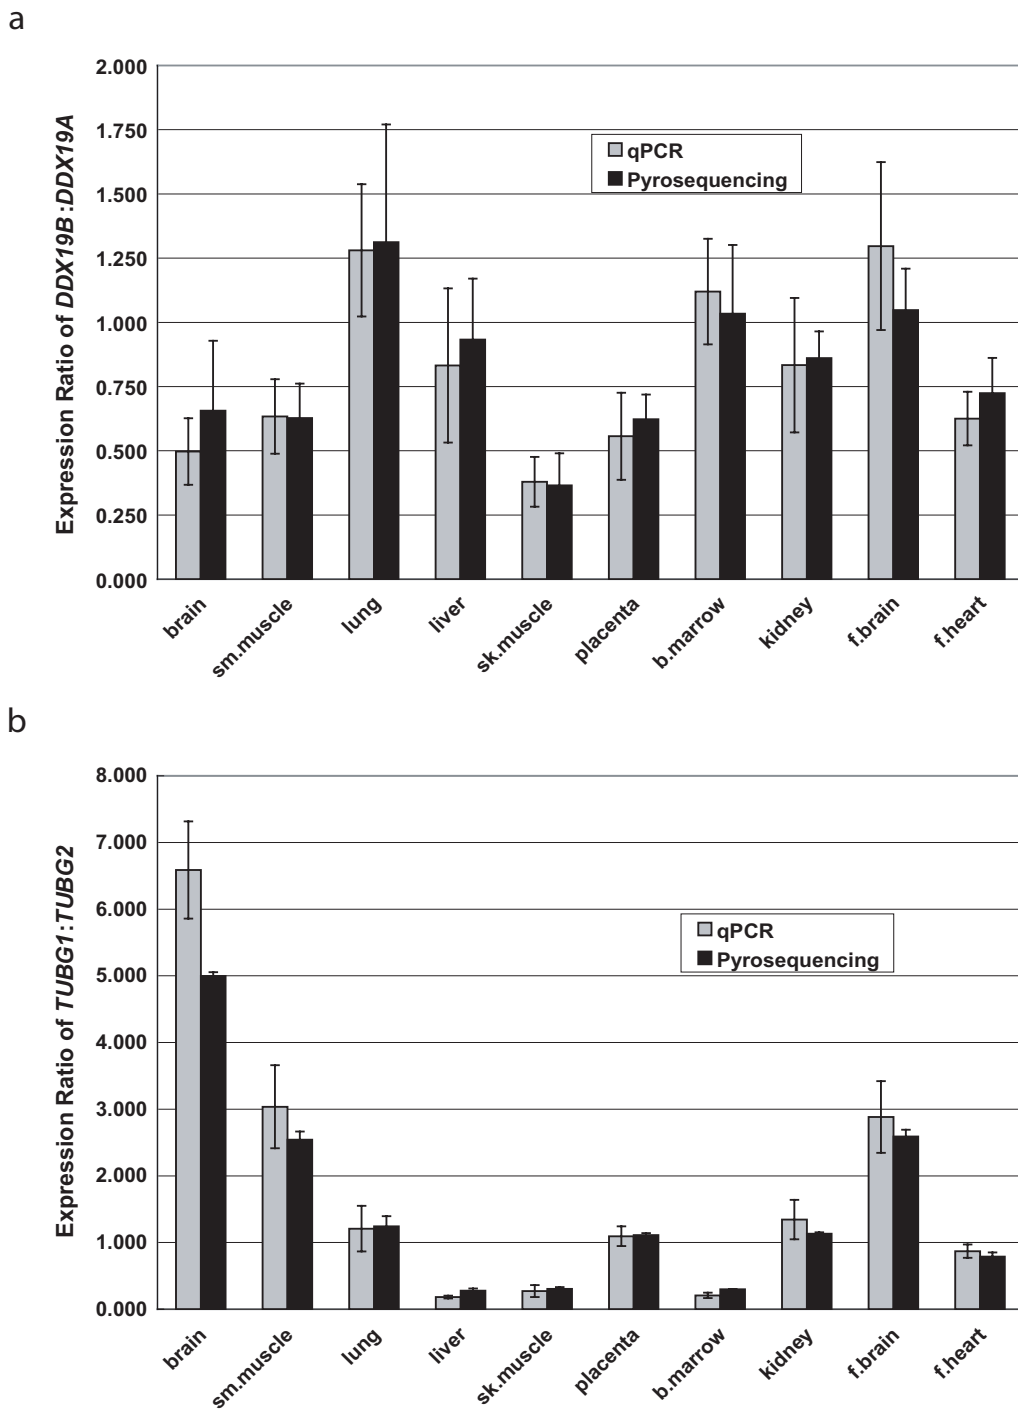 a
Expression Ratio of DDX19B:DDX19A
2.000
1.750
1.500
1.250
1.000
0.750
0.500
0.250
0.000
qPCR
Pyrosequencing
brain
sm.muscle
lung
liver
sk.muscle
placenta
b.marrow
kidney
f.brain
f.heart
b
Expression Ratio of TUBG1:TUBG2
8.000
7.000
6.000
5.000
4.000
3.000
2.000
1.000
0.000
qPCR
Pyrosequencing
brain
sm.muscle
lung
liver
sk.muscle
placenta
b.marrow
kidney
f.brain
f.heart